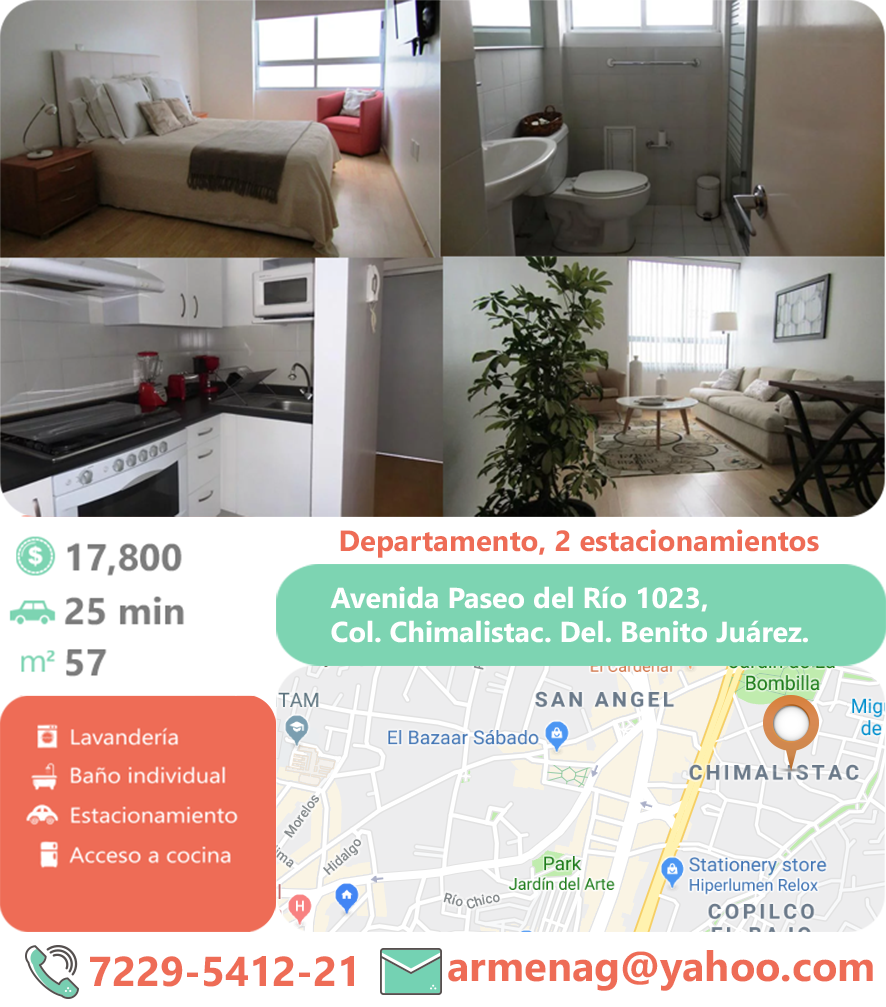 17,800
25 min
m² 57
Departamento, 2 estacionamientos
Avenida Paseo del Río 1023,
Col. Chimalistac. Del. Benito Juárez.
Lavandería
Baño individual
Estacionamiento
Acceso a cocina
El Cardenal
Jardín de La
Bombilla
TAM
SAN ANGEL
Migu
de
El Bazaar Sábado
CHIMALISTAC
Morelos
Hidalgo
Park
Jardín del Arte
Stationery store
Hiperlumen Relox
Río Chico
H
COPILCO
EL BAJO
7229-5412-21
armenag@yahoo.com